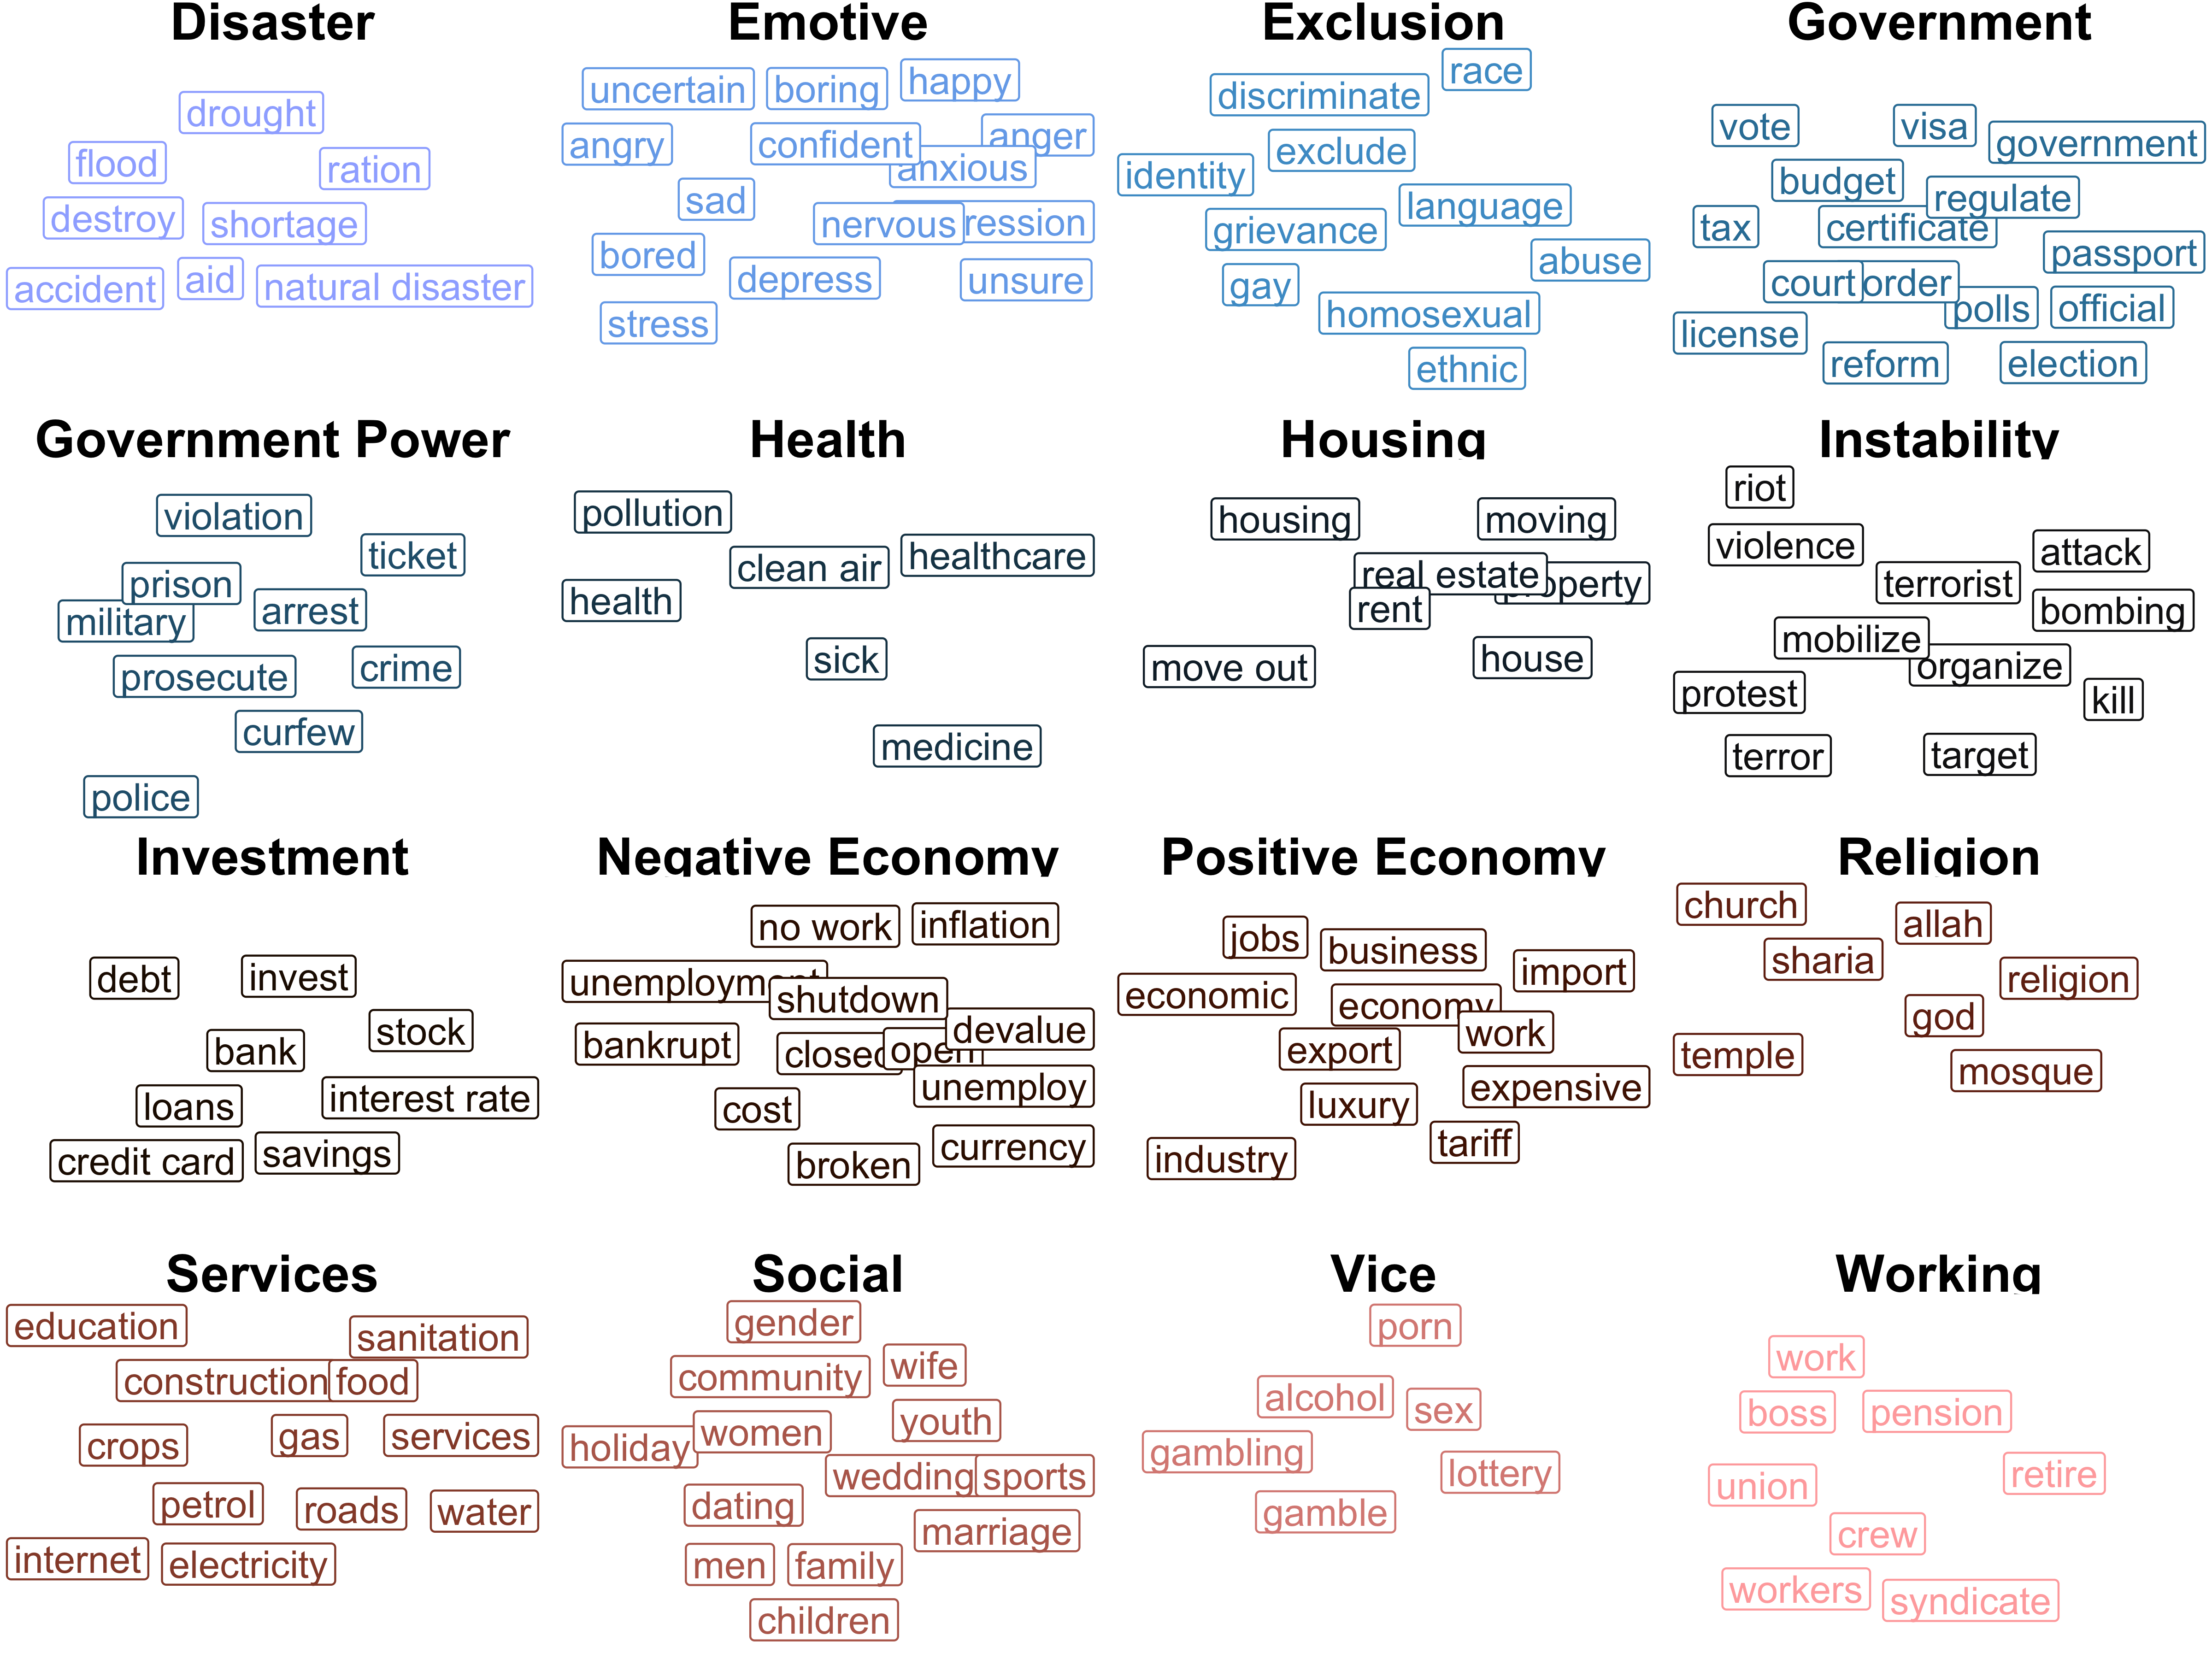 Disaster
drought
flood
ration
destroy
shortage
accident
aid
natural disaster
Emotive
uncertain
boring
happy
angry
confident
anger
anxious
sad
nervous
ression
bored
depress
unsure
stress
Exclusion
race
discriminate
exclude
identity
language
grievance
abuse
gay
homosexual
ethnic
Government
vote
visa
government
budget
regulate
tax
certificate
passport
court
order
polls
official
license
reform
election
Government Power
violation
ticket
prison
military
arrest
prosecute
crime
curfew
police
Health
pollution
clean air
healthcare
health
sick
medicine
Housing
housing
moving
real estate
property
rent
move out
house
Instability
riot
violence
attack
terrorist
bombing
mobilize
organize
protest
kill
terror
target
Investment
debt
invest
stock
bank
loans
interest rate
credit card
savings
Negative Economy
no work
inflation
unemployment
shutdown
devalue
bankrupt
closed
open
unemploy
cost
currency
broken
Positive Economy
jobs
business
import
economic
economy
work
export
expensive
luxury
tariff
industry
Religion
church
allah
sharia
religion
god
temple
mosque
Services
education
sanitation
construction
food
crops
gas
services
petrol
roads
water
internet
electricity
Social
gender
community
wife
women
youth
holiday
wedding
sports
dating
marriage
men
family
children
Vice
porn
alcohol
sex
gambling
lottery
gamble
Working
work
boss
pension
union
retire
crew
workers
syndicate